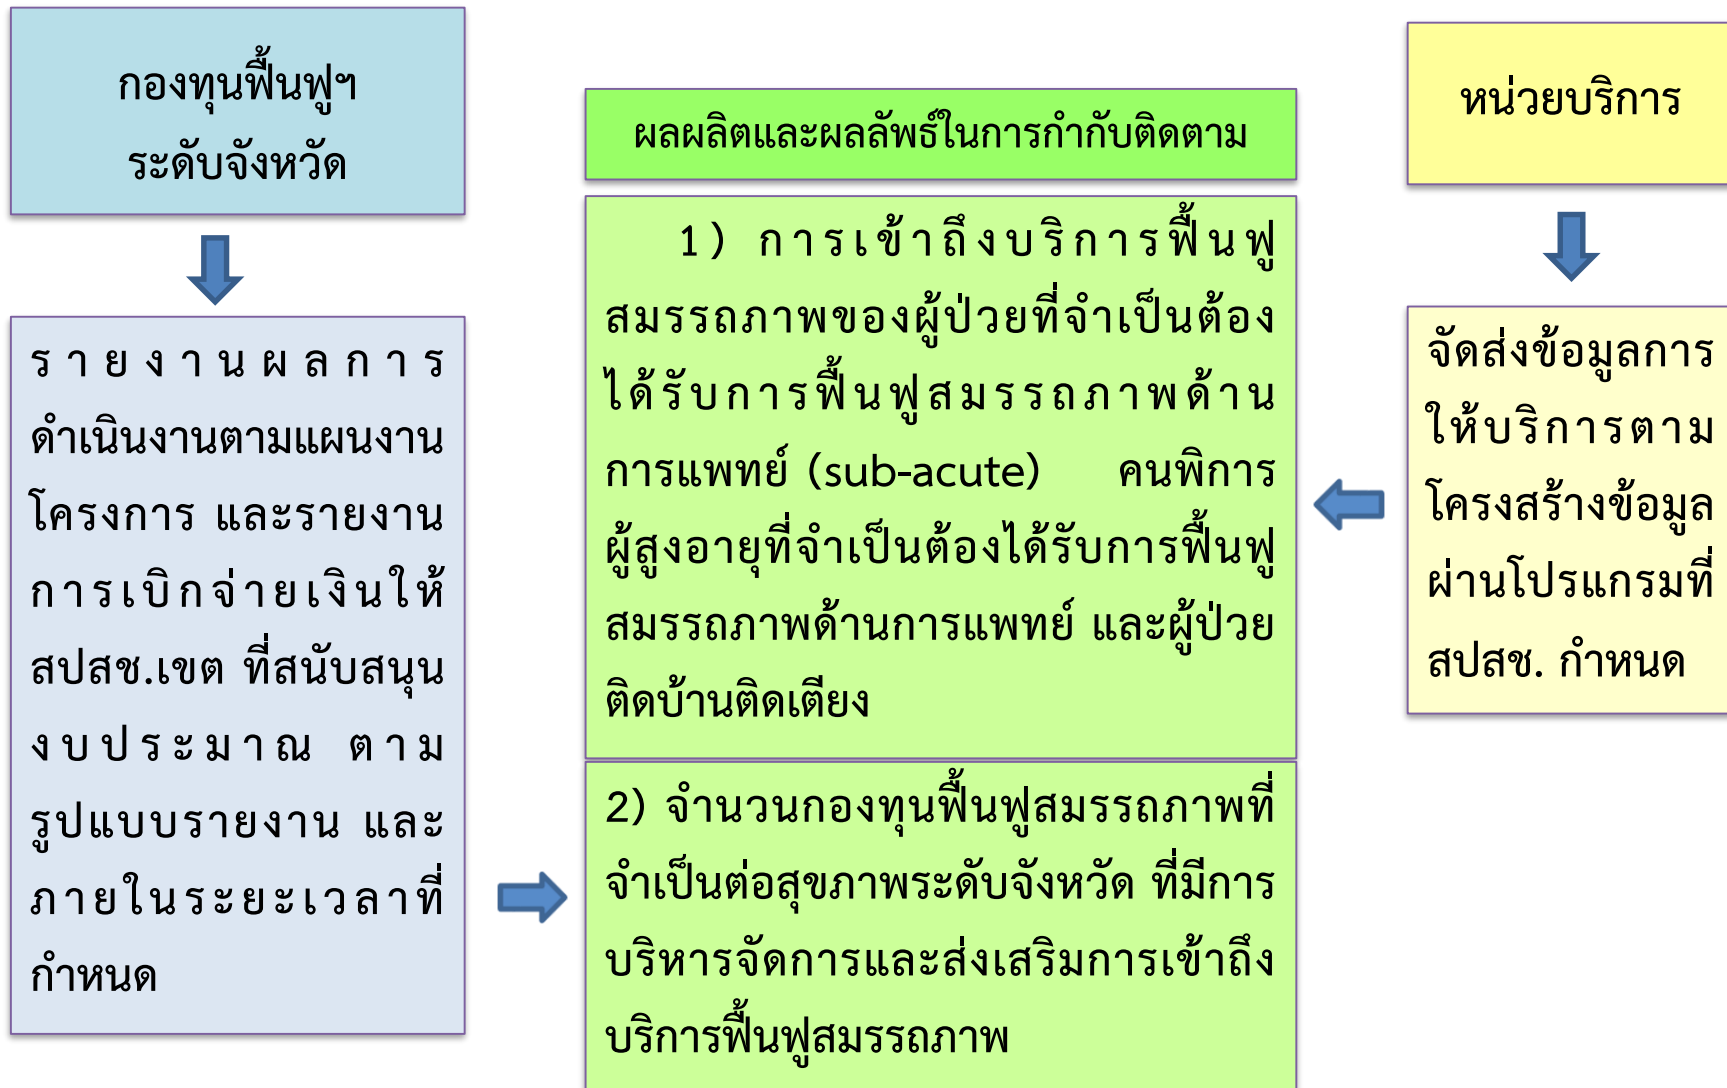 กองทุนฟื้นฟูฯ
ระดับจังหวัด
รายงานผลการ
ดำเนินงานตามแผนงาน
โครงการ และรายงาน
การเบิกจ่ายเงินให้
สปสช.เขต ที่สนับสนุน
งบประมาณ ตาม
รูปแบบรายงาน และ
ภายในระยะเวลาที่
กำหนด
ผลผลิตและผลลัพธ์ในการกำกับติดตาม
1) การเข้าถึงบริการฟื้นฟู
สมรรถภาพของผู้ป่วยที่จำเป็นต้อง
ได้รับการฟื้นฟูสมรรถภาพด้าน
การแพทย์ (sub-acute) คนพิการ
ผู้สูงอายุที่จำเป็นต้องได้รับการฟื้นฟู
สมรรถภาพด้านการแพทย์ และผู้ป่วย
ติดบ้านติดเตียง
2) จำนวนกองทุนฟื้นฟูสมรรถภาพที่
จำเป็นต่อสุขภาพระดับจังหวัด ที่มีการ
บริหารจัดการและส่งเสริมการเข้าถึง
บริการฟื้นฟูสมรรถภาพ
หน่วยบริการ
จัดส่งข้อมูลการ
ให้บริการตาม
โครงสร้างข้อมูล
ผ่านโปรแกรมที่
สปสช. กำหนด